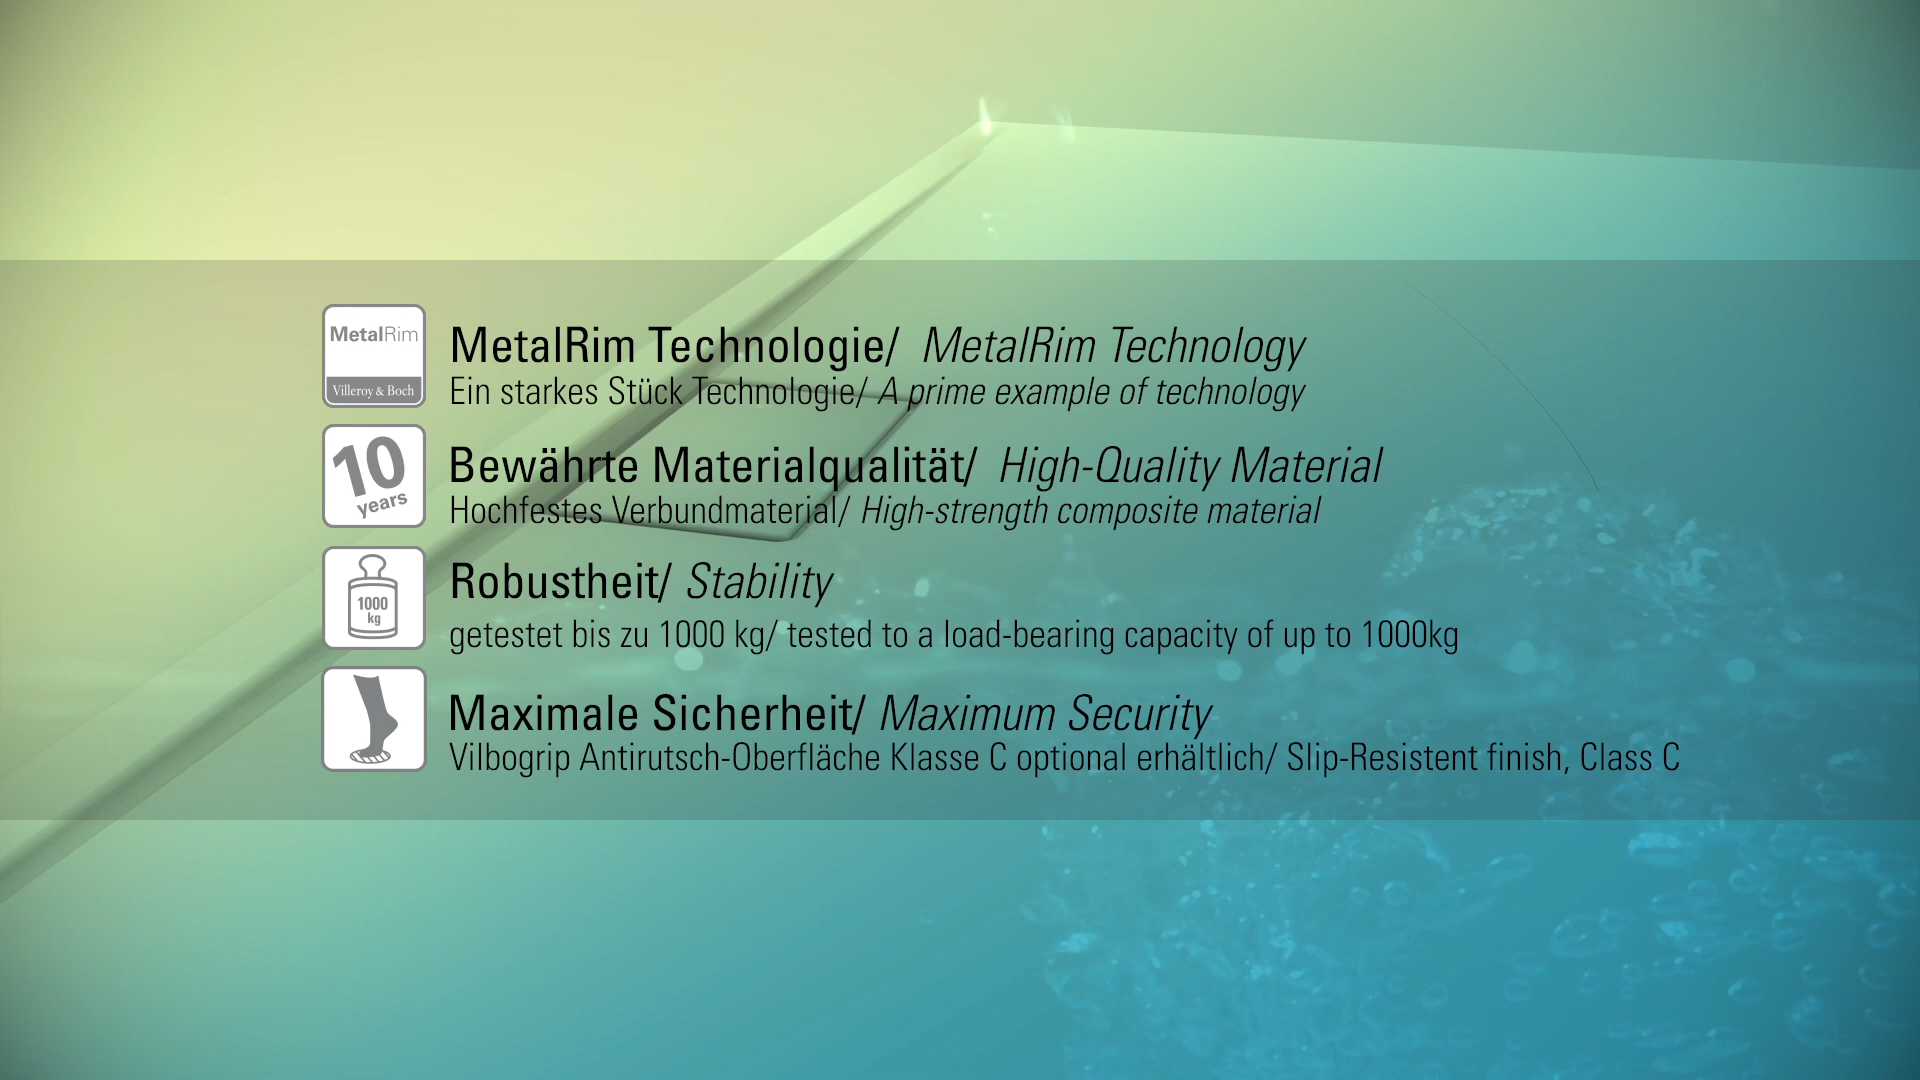 MetalRim
Villeroy & Boch
MetalRim Technologie/ MetalRim Technology
Ein starkes Stück Technologie/ A prime example of technology
10
years
Bewährte Materialqualität/ High-Quality Material
Hochfestes Verbundmaterial/ High-strength composite material
1000
kg
Robustheit/ Stability
getestet bis zu 1000 kg/ tested to a load-bearing capacity of up to 1000kg
Maximale Sicherheit/ Maximum Security
Vilbogrip Antirutsch-Oberfläche Klasse C optional erhältlich/ Slip-Resistent finish, Class C